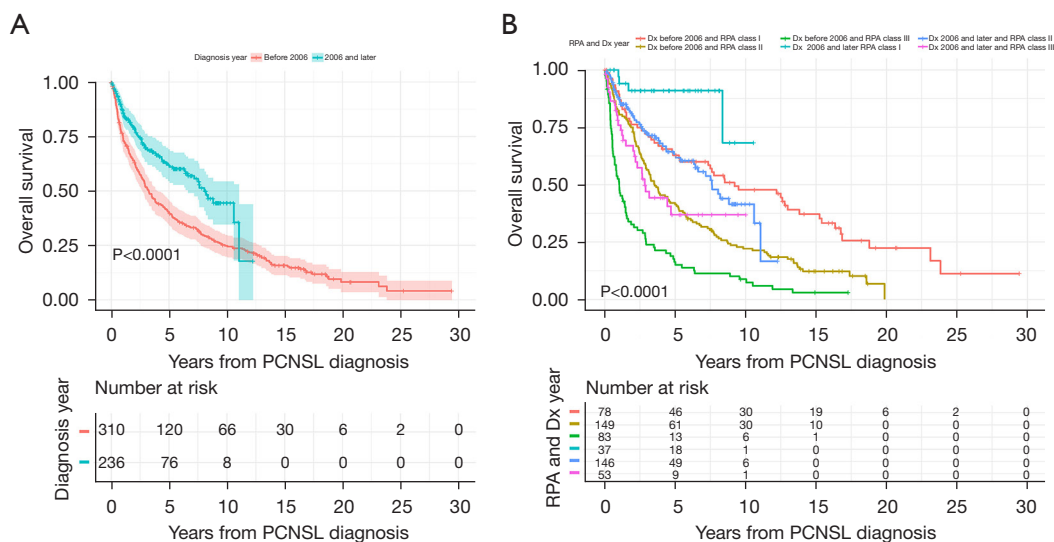 A
Diagnosis year Before 2006 2006 and later
1.00
0.75
0.50
0.25
0.00
Overall survival
P<0.0001
0 5 10 15 20 25 30
Years from PCNSL diagnosis
Number at risk
Diagnosis year
310 120 66 30 6 2 0
236 76 8 0 0 0 0
0 5 10 15 20 25 30
Years from PCNSL diagnosis
B
RPA and Dx year
Dx before 2006 and RPA class I Dx before 2006 and RPA class III Dx 2006 and later and RPA class II
Dx before 2006 and RPA class II Dx 2006 and later RPA class I Dx 2006 and later and RPA class III
1.00
0.75
0.50
0.25
0.00
Overall survival
P<0.0001
0 5 10 15 20 25 30
Years from PCNSL diagnosis
Number at risk
RPA and Dx year
78 46 30 19 6 2 0
149 61 30 10 0 0 0
83 13 6 1 0 0 0
37 18 1 0 0 0 0
146 49 6 0 0 0 0
53 9 1 0 0 0 0
0 5 10 15 20 25 30
Years from PCNSL diagnosis